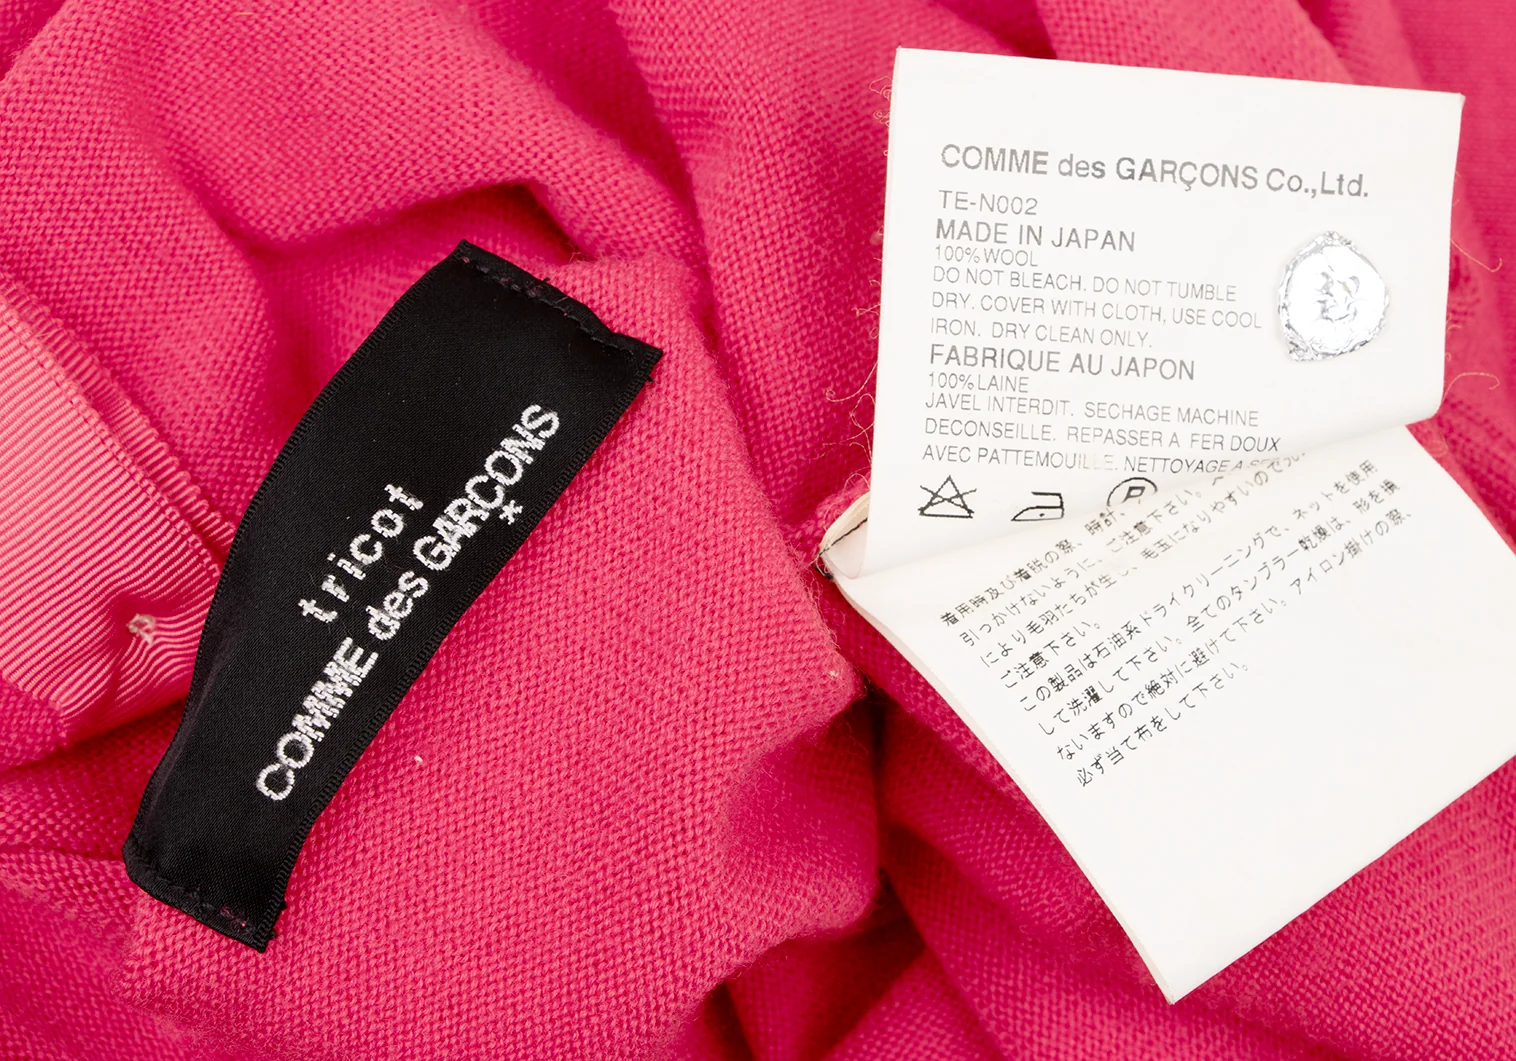 tricot
COMME des GARÇONS
*
COMME des GARÇONS Co.,Ltd.
TE-N002
MADE IN JAPAN
100% WOOL
DO NOT BLEACH. DO NOT TUMBLE
DRY. COVER WITH CLOTH, USE COOL
IRON. DRY CLEAN ONLY.
FABRIQUE AU JAPON
100% LAINE
JAVEL INTERDIT. SECHAGE MACHINE
DECONSEILLE. REPASSER A FER DOUX
AVEC PATTEMOUILLE. NETTOYAGE A
P
着用時及び着脱の際、時計、
引っかけないように、ご注意下さい。
により毛羽たちが生じ、毛玉になりやすいの
ご注意下さい。
この製品は石油系ドライクリーニングで、ネットを使用
して洗濯して下さい。全てのタンブラー乾燥は、形を損
ないますので絶対に避けて下さい。アイロン掛けの際、
必ず当て布をして下さい。